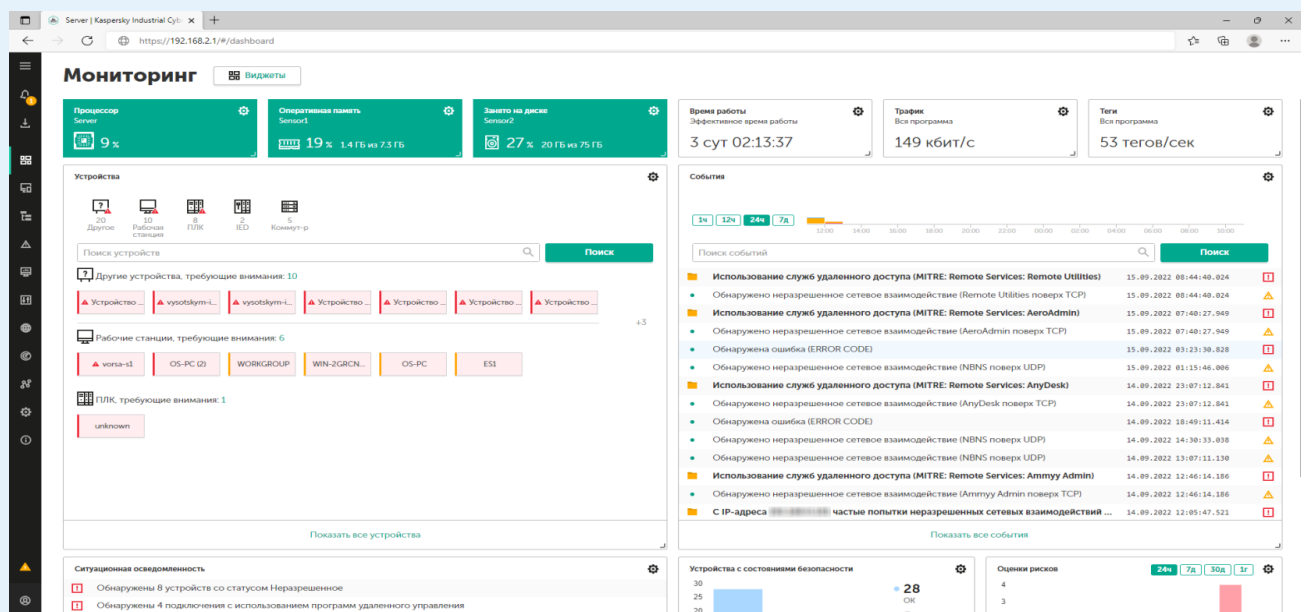 Server | Kaspersky Industrial Cyb
https://192.168.2.1/#/dashboard
Мониторинг
Виджеты
1
Процессор
Server
9 %
Оперативная память
Sensor1
19 % 1.4 ГБ из 7.3 ГБ
Занято на диске
Sensor2
27 % 20 ГБ из 75 ГБ
Время работы
Эффективное время работы
3 сут 02:13:37
Трафик
Вся программа
149 кбит/с
Теги
Вся программа
53 тегов/сек
Устройства
20 10 8 2 5
Другое Рабочая станция ПЛК IED Коммут-р
Поиск устройств
Поиск
Другие устройства, требующие внимания: 10
Устройство ... vysotskym-i... vysotskym-i... Устройство ... Устройство ... Устройство ... Устройство ...
+3
Рабочие станции, требующие внимания: 6
vorsa-s1 OS-PC (2) WORKGROUP WIN-2GRCN... OS-PC ES1
ПЛК, требующие внимания: 1
unknown
Показать все устройства
События
1ч 12ч 24ч 7д
12:00 14:00 16:00 18:00 20:00 22:00 00:00 02:00 04:00 06:00 08:00 10:00
Поиск событий
Поиск
Использование служб удаленного доступа (MITRE: Remote Services: Remote Utilities) 15.09.2022 08:44:40.024
Обнаружено неразрешенное сетевое взаимодействие (Remote Utilities поверх TCP) 15.09.2022 08:44:40.024
Использование служб удаленного доступа (MITRE: Remote Services: AeroAdmin) 15.09.2022 07:40:27.949
Обнаружено неразрешенное сетевое взаимодействие (AeroAdmin поверх TCP) 15.09.2022 07:40:27.949
Обнаружена ошибка (ERROR CODE) 15.09.2022 03:23:30.828
Обнаружено неразрешенное сетевое взаимодействие (NBNS поверх UDP) 15.09.2022 01:15:46.006
Использование служб удаленного доступа (MITRE: Remote Services: AnyDesk) 14.09.2022 23:07:12.841
Обнаружено неразрешенное сетевое взаимодействие (AnyDesk поверх TCP) 14.09.2022 23:07:12.841
Обнаружена ошибка (ERROR CODE) 14.09.2022 18:49:11.414
Обнаружено неразрешенное сетевое взаимодействие (NBNS поверх UDP) 14.09.2022 14:30:33.038
Обнаружено неразрешенное сетевое взаимодействие (NBNS поверх UDP) 14.09.2022 13:07:11.130
Использование служб удаленного доступа (MITRE: Remote Services: Ammyy Admin) 14.09.2022 12:46:14.186
Обнаружено неразрешенное сетевое взаимодействие (Ammyy Admin поверх TCP) 14.09.2022 12:46:14.186
С IP-адреса частые попытки неразрешенных сетевых взаимодействий ... 14.09.2022 12:05:47.521
Показать все события
Ситуационная осведомленность
Обнаружены 8 устройств со статусом Неразрешенное
Обнаружены 4 подключения с использованием программ удаленного управления
Устройства с состояниями безопасности
30
25
20
28
ОК
Оценки рисков
24ч 7д 30д 1г
4
3